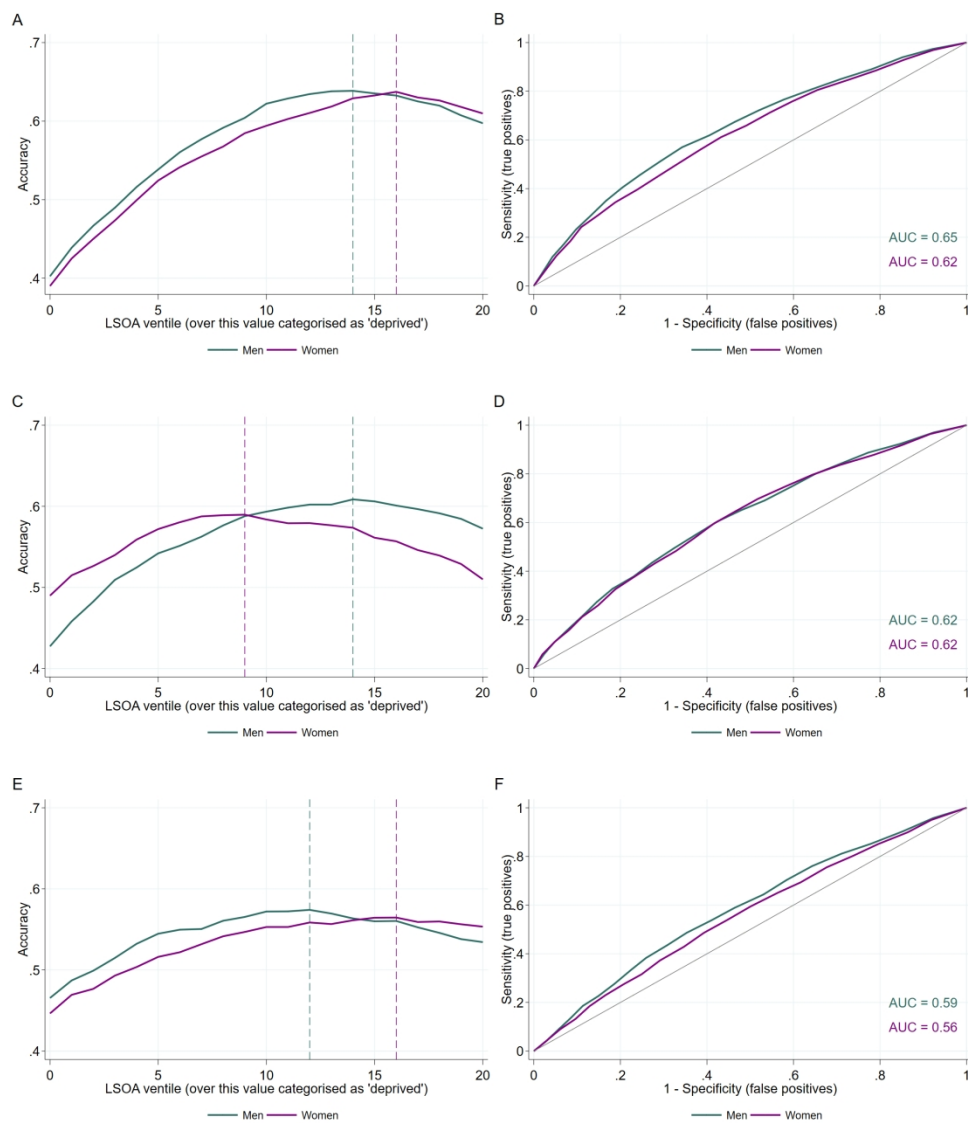 A
.7
.6
.5
.4
Accuracy
0 5 10 15 20
LSOA ventile (over this value categorised as 'deprived')
Men Women
B
1
.8
.6
.4
.2
0
Sensitivity (true positives)
AUC = 0.65
AUC = 0.62
0 .2 .4 .6 .8 1
1 - Specificity (false positives)
Men Women
C
.7
.6
.5
.4
Accuracy
0 5 10 15 20
LSOA ventile (over this value categorised as 'deprived')
Men Women
D
1
.8
.6
.4
.2
0
Sensitivity (true positives)
AUC = 0.62
AUC = 0.62
0 .2 .4 .6 .8 1
1 - Specificity (false positives)
Men Women
E
.7
.6
.5
.4
Accuracy
0 5 10 15 20
LSOA ventile (over this value categorised as 'deprived')
Men Women
F
1
.8
.6
.4
.2
0
Sensitivity (true positives)
AUC = 0.59
AUC = 0.56
0 .2 .4 .6 .8 1
1 - Specificity (false positives)
Men Women